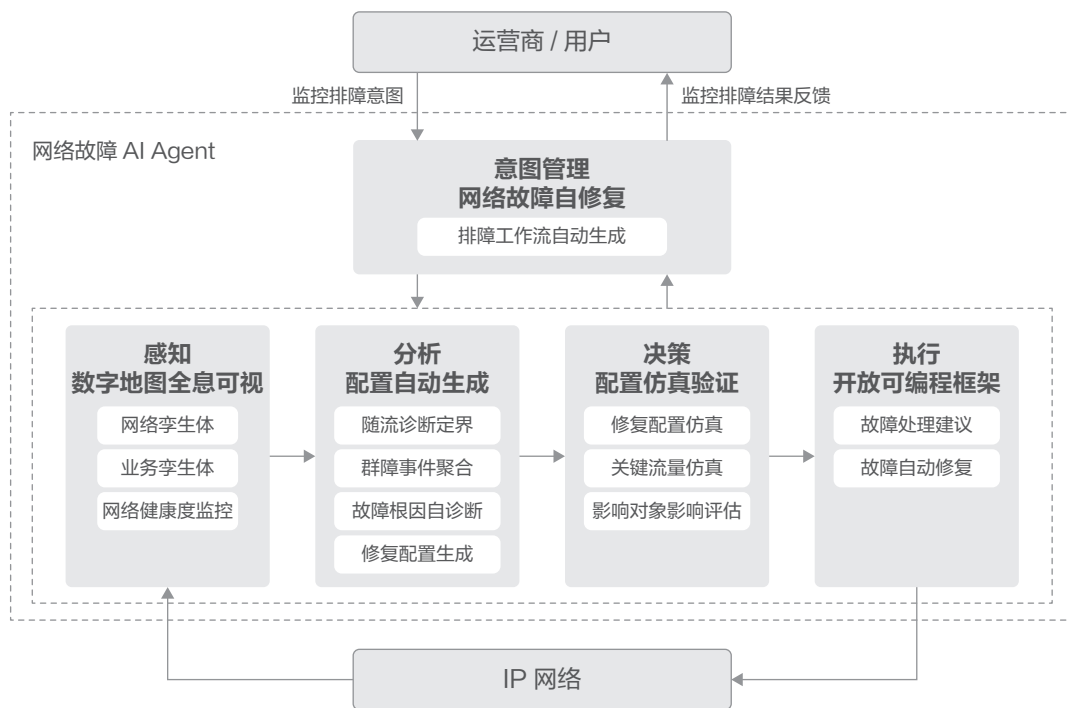 运营商 / 用户
监控排障意图
监控排障结果反馈
网络故障 AI Agent
意图管理
网络故障自修复
排障工作流自动生成
感知
数字地图全息可视
网络孪生体
业务孪生体
网络健康度监控
分析
配置自动生成
随流诊断定界
群障事件聚合
故障根因自诊断
修复配置生成
决策
配置仿真验证
修复配置仿真
关键流量仿真
影响对象影响评估
执行
开放可编程框架
故障处理建议
故障自动修复
IP 网络